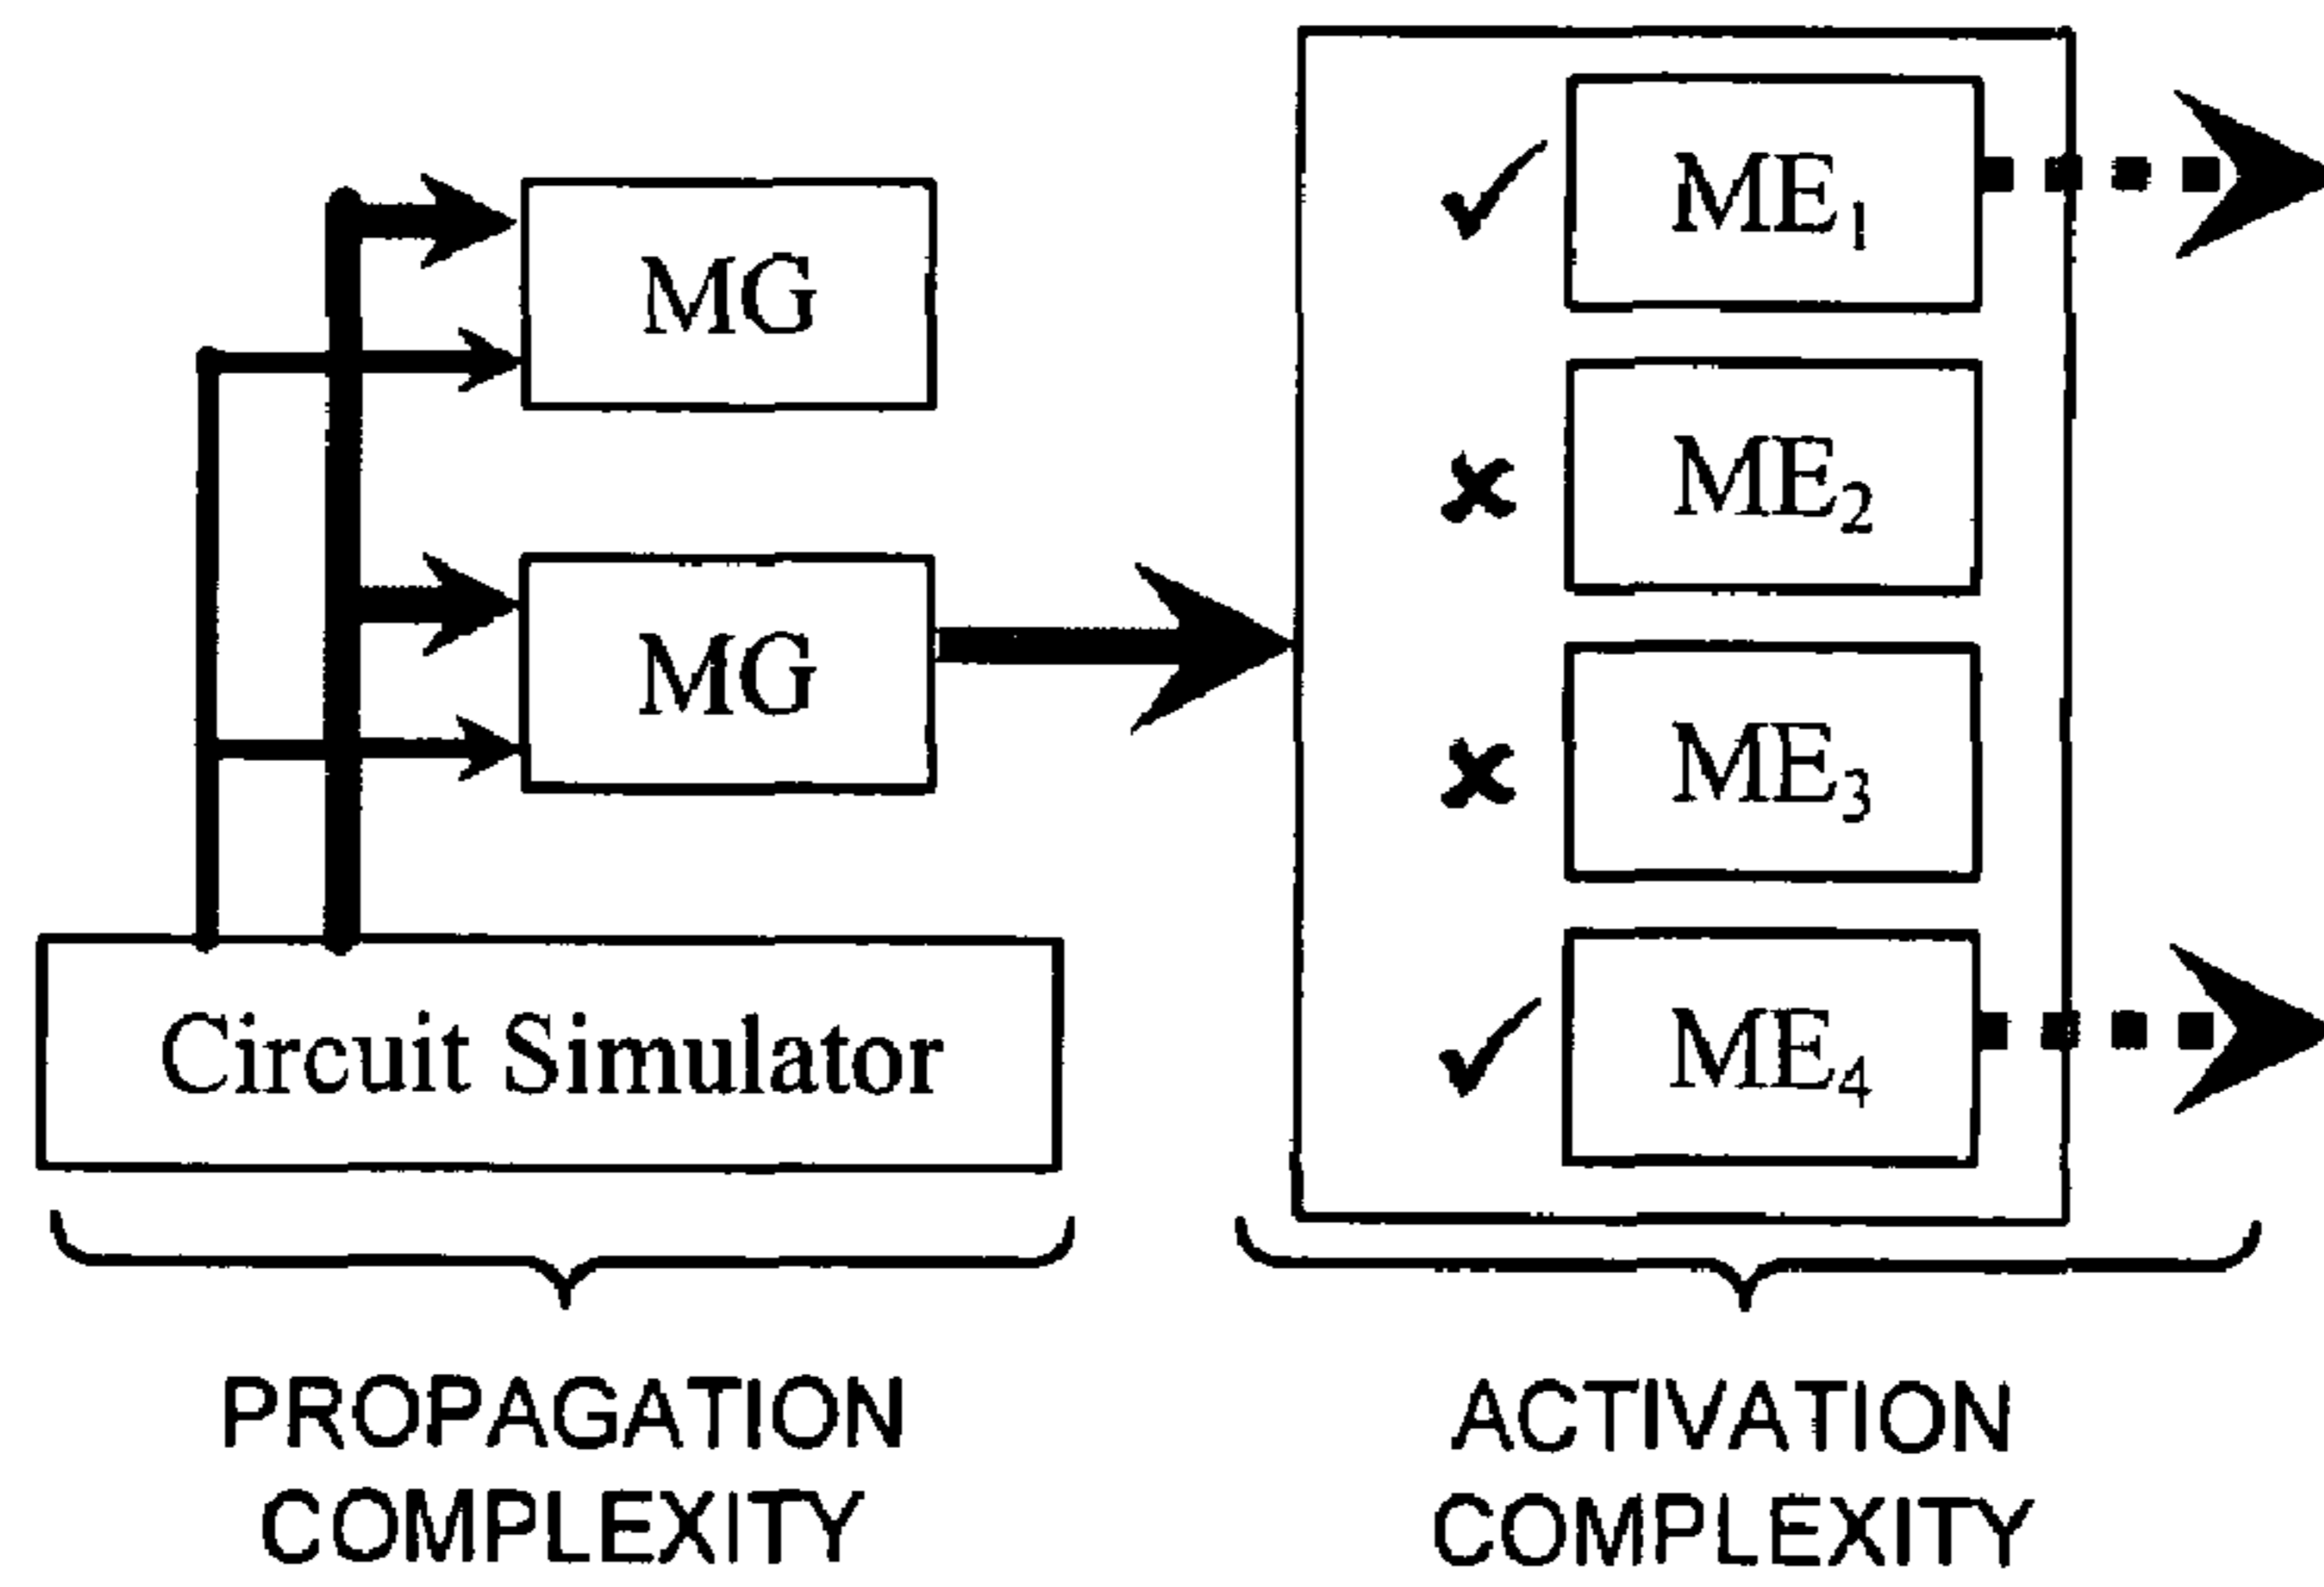 MG
MG
Circuit Simulator
PROPAGATION
COMPLEXITY
ME₁
ME₂
ME₃
ME₄
ACTIVATION
COMPLEXITY